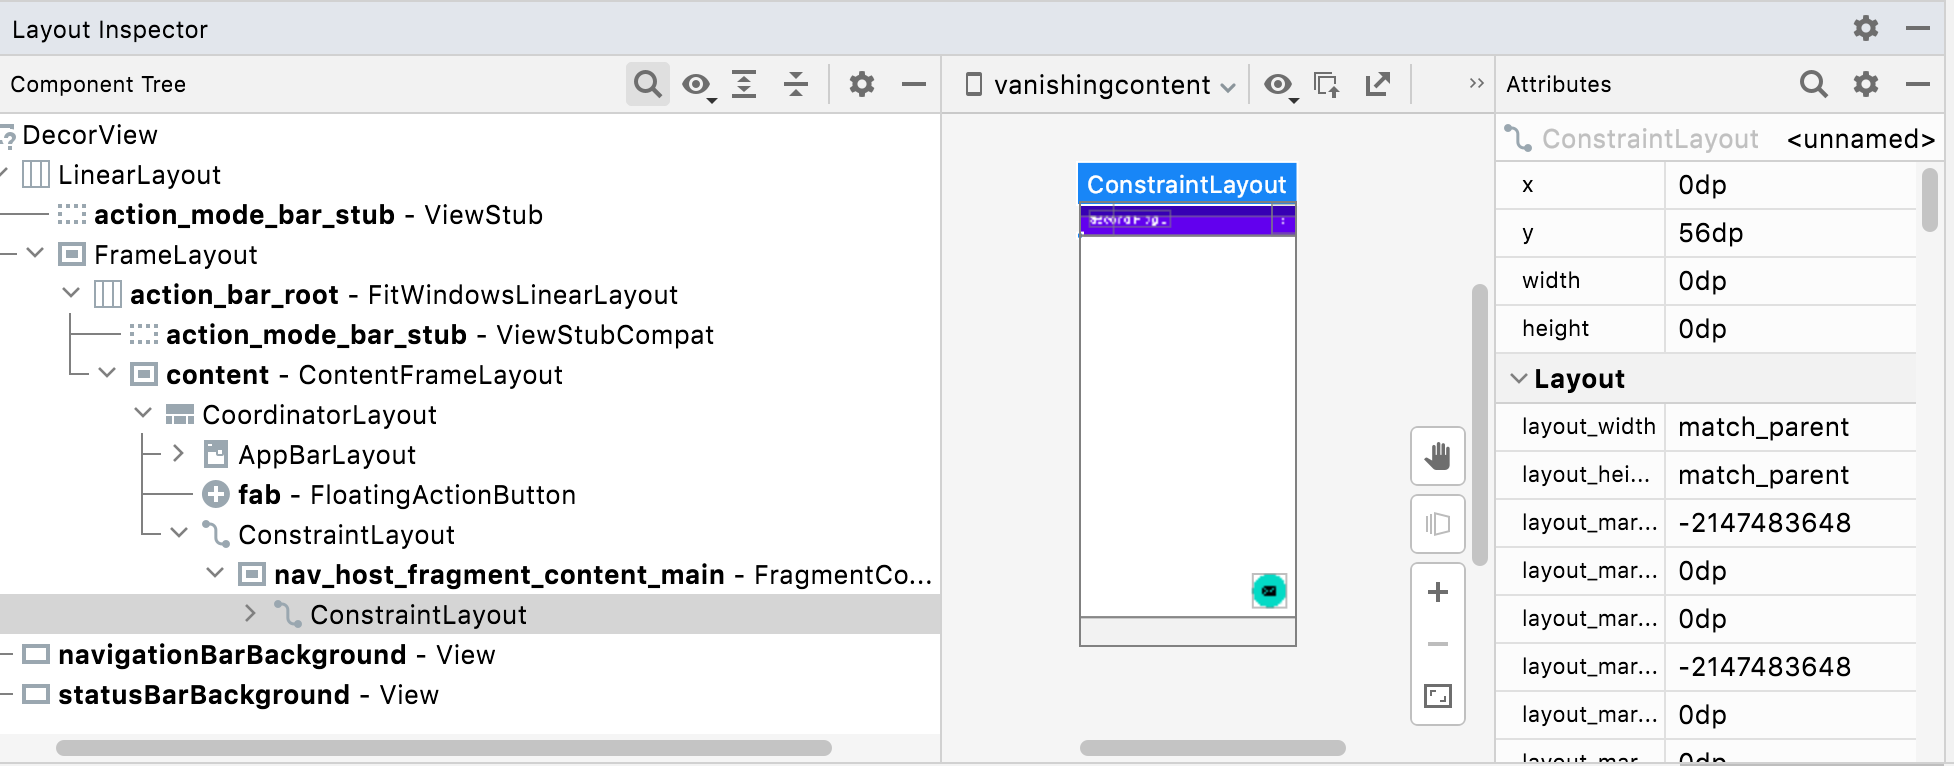 Layout Inspector
Component Tree
vanishingcontent
Attributes
DecorView
LinearLayout
action_mode_bar_stub - ViewStub
FrameLayout
action_bar_root - FitWindowsLinearLayout
action_mode_bar_stub - ViewStubCompat
content - ContentFrameLayout
CoordinatorLayout
AppBarLayout
fab - FloatingActionButton
ConstraintLayout
nav_host_fragment_content_main - FragmentCo...
ConstraintLayout
navigationBarBackground - View
statusBarBackground - View
ConstraintLayout
ConstraintLayout <unnamed>
x 0dp
y 56dp
width 0dp
height 0dp
Layout
layout_width match_parent
layout_hei... match_parent
layout_mar... -2147483648
layout_mar... 0dp
layout_mar... 0dp
layout_mar... -2147483648
layout_mar... 0dp
layout_mar... 0dp